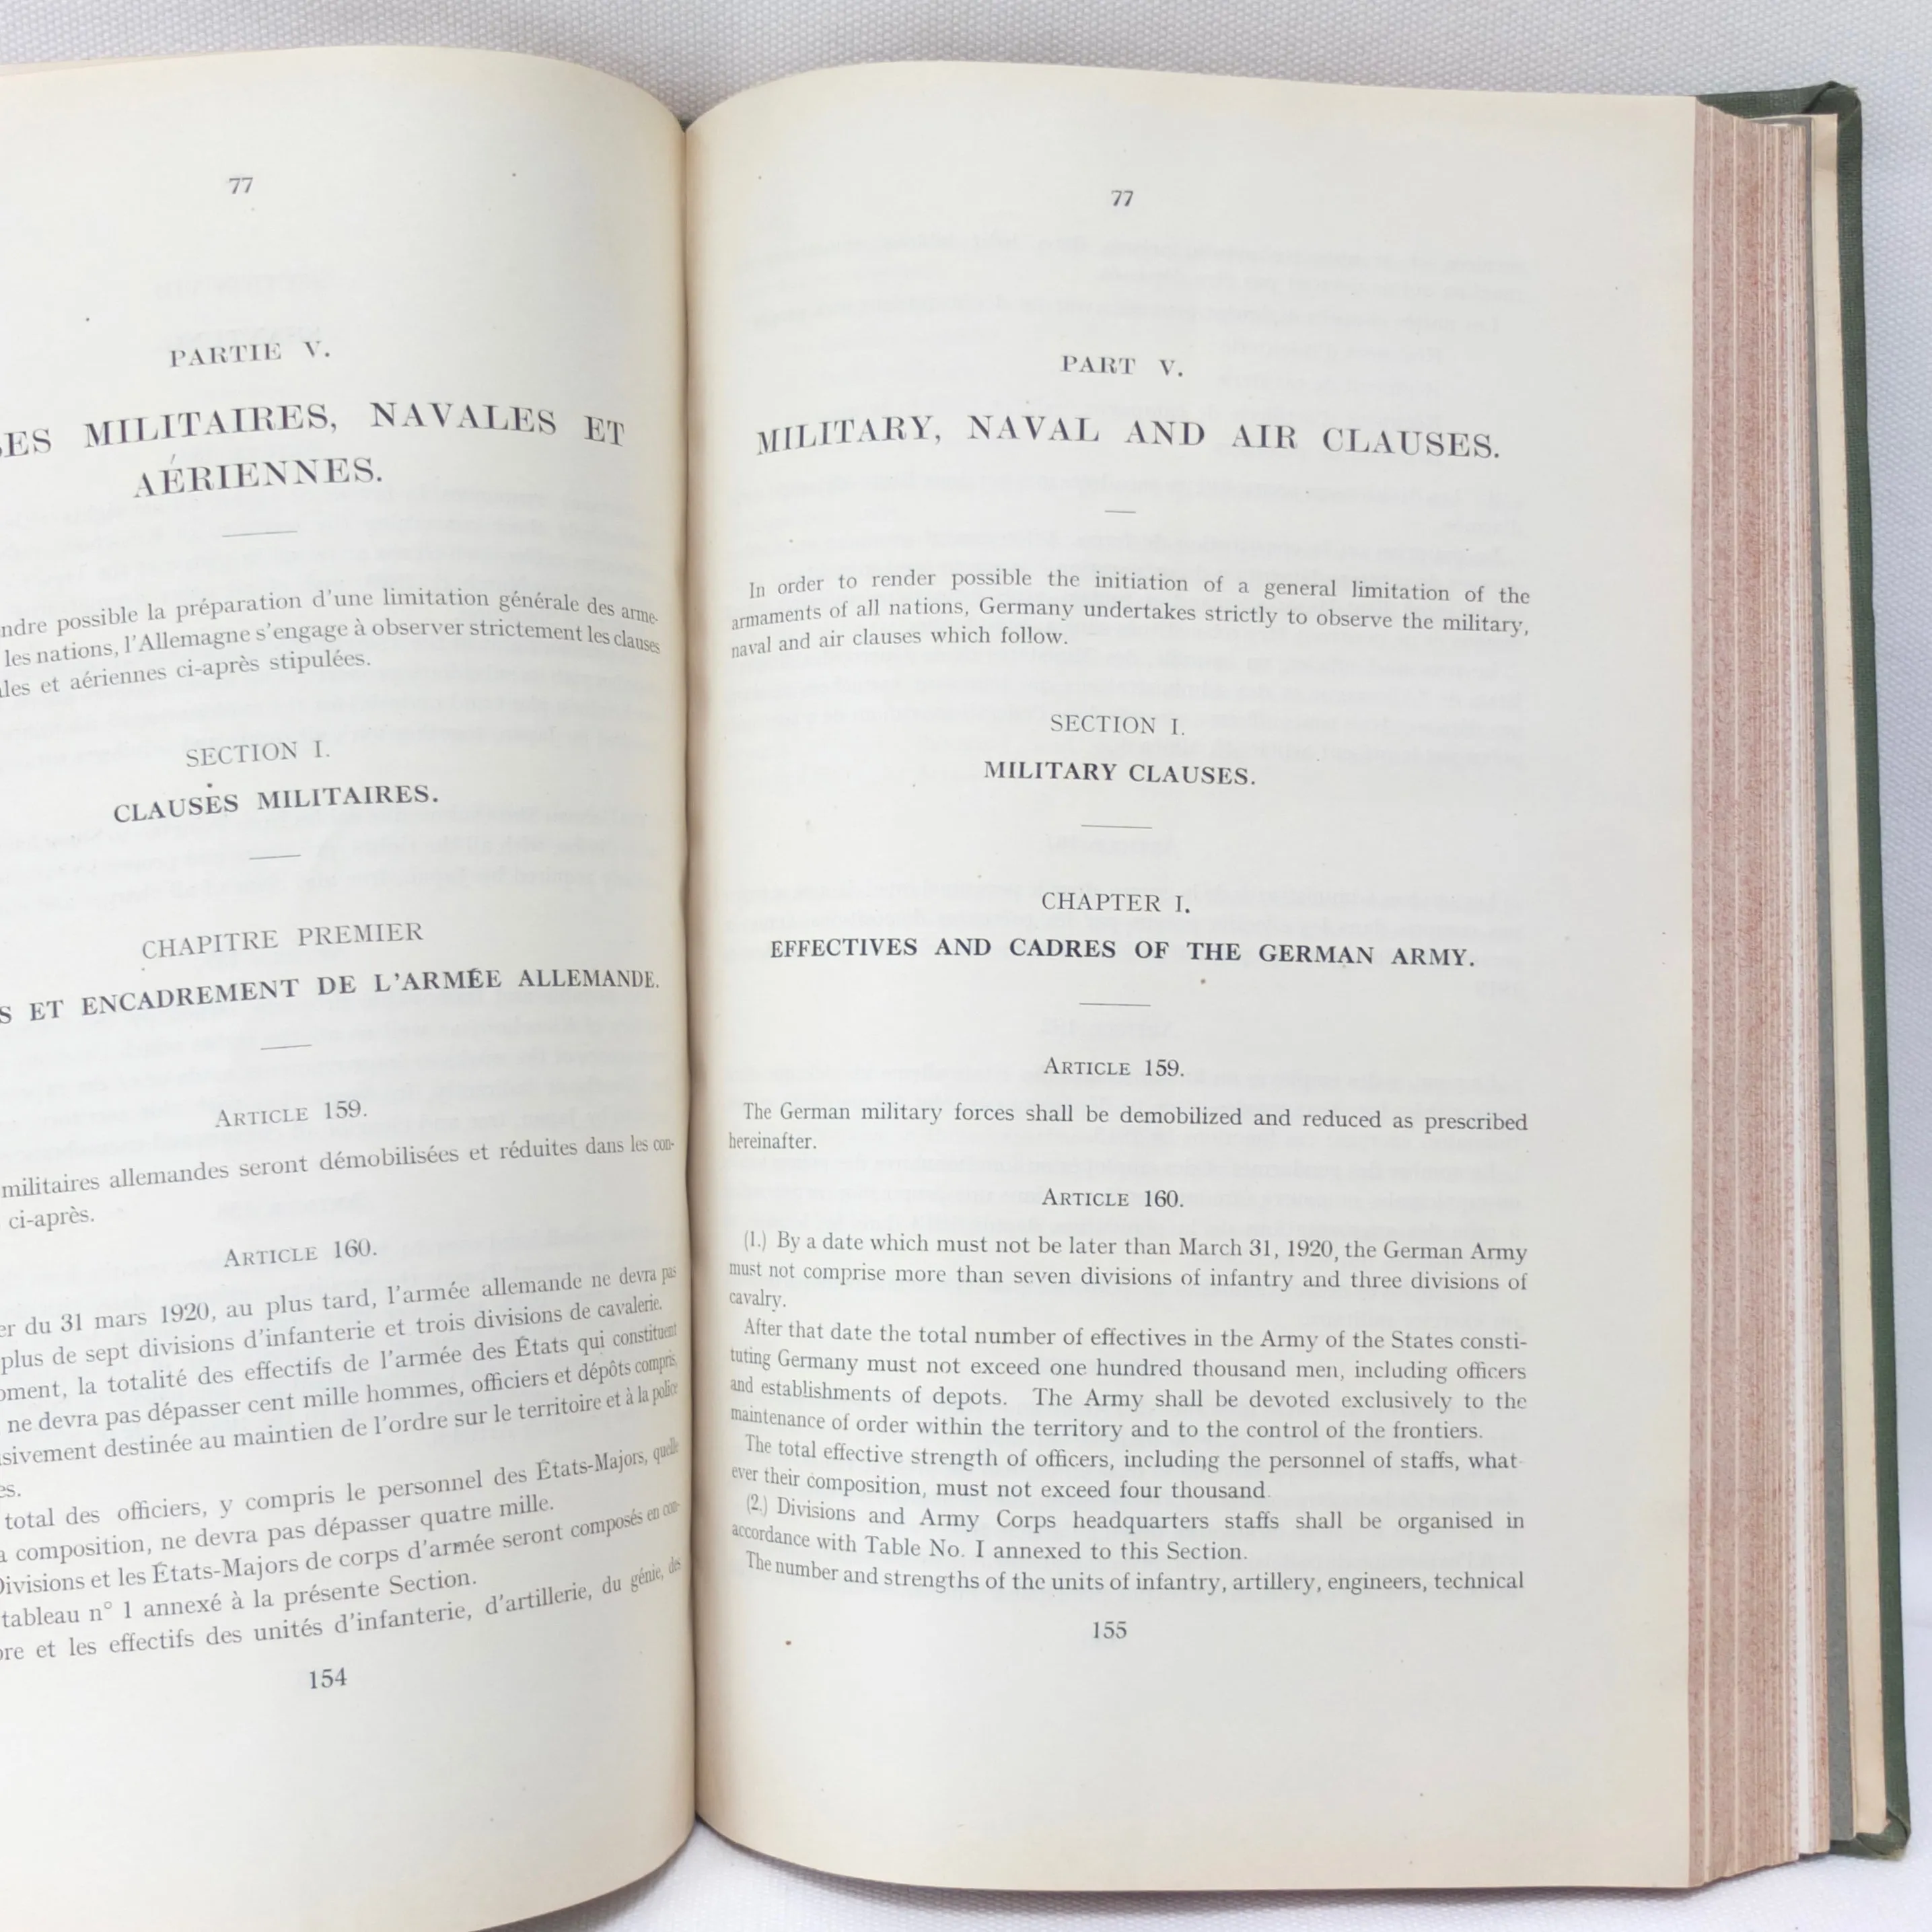 77
PARTIE V.
MILITAIRES, NAVALES ET
AÉRIENNES.
possible la préparation d'une limitation générale des arme-
les nations, l'Allemagne s'engage à observer strictement les clauses
et aériennes ci-après stipulées.
SECTION I.
CLAUSES MILITAIRES.
CHAPITRE PREMIER
ET ENCADREMENT DE L'ARMÉE ALLEMANDE.
ARTICLE 159.
militaires allemandes seront démobilisées et réduites dans les con-
ci-après.
ARTICLE 160.
du 31 mars 1920, au plus tard, l'armée allemande ne devra pas
plus de sept divisions d'infanterie et trois divisions de cavalerie.
la totalité des effectifs de l'armée des États qui constituent
ne devra pas dépasser cent mille hommes, officiers et dépôts compris,
destinée au maintien de l'ordre sur le territoire et à la police
total des officiers, y compris le personnel des États-Majors, quelle
composition, ne devra pas dépasser quatre mille.
Divisions et les États-Majors de corps d'armée seront composés en con-
tableau n° 1 annexé à la présente Section.
et les effectifs des unités d'infanterie, d'artillerie, du génie, des
154
77
PART V.
MILITARY, NAVAL AND AIR CLAUSES.
In order to render possible the initiation of a general limitation of the
armaments of all nations, Germany undertakes strictly to observe the military,
naval and air clauses which follow.
SECTION I.
MILITARY CLAUSES.
CHAPTER I.
EFFECTIVES AND CADRES OF THE GERMAN ARMY.
ARTICLE 159.
The German military forces shall be demobilized and reduced as prescribed
hereinafter.
ARTICLE 160.
(1.) By a date which must not be later than March 31, 1920, the German Army
must not comprise more than seven divisions of infantry and three divisions of
cavalry.
After that date the total number of effectives in the Army of the States consti-
tuting Germany must not exceed one hundred thousand men, including officers
and establishments of depots. The Army shall be devoted exclusively to the
maintenance of order within the territory and to the control of the frontiers.
The total effective strength of officers, including the personnel of staffs, what-
ever their composition, must not exceed four thousand.
(2.) Divisions and Army Corps headquarters staffs shall be organised in
accordance with Table No. I annexed to this Section.
The number and strengths of the units of infantry, artillery, engineers, technical
155